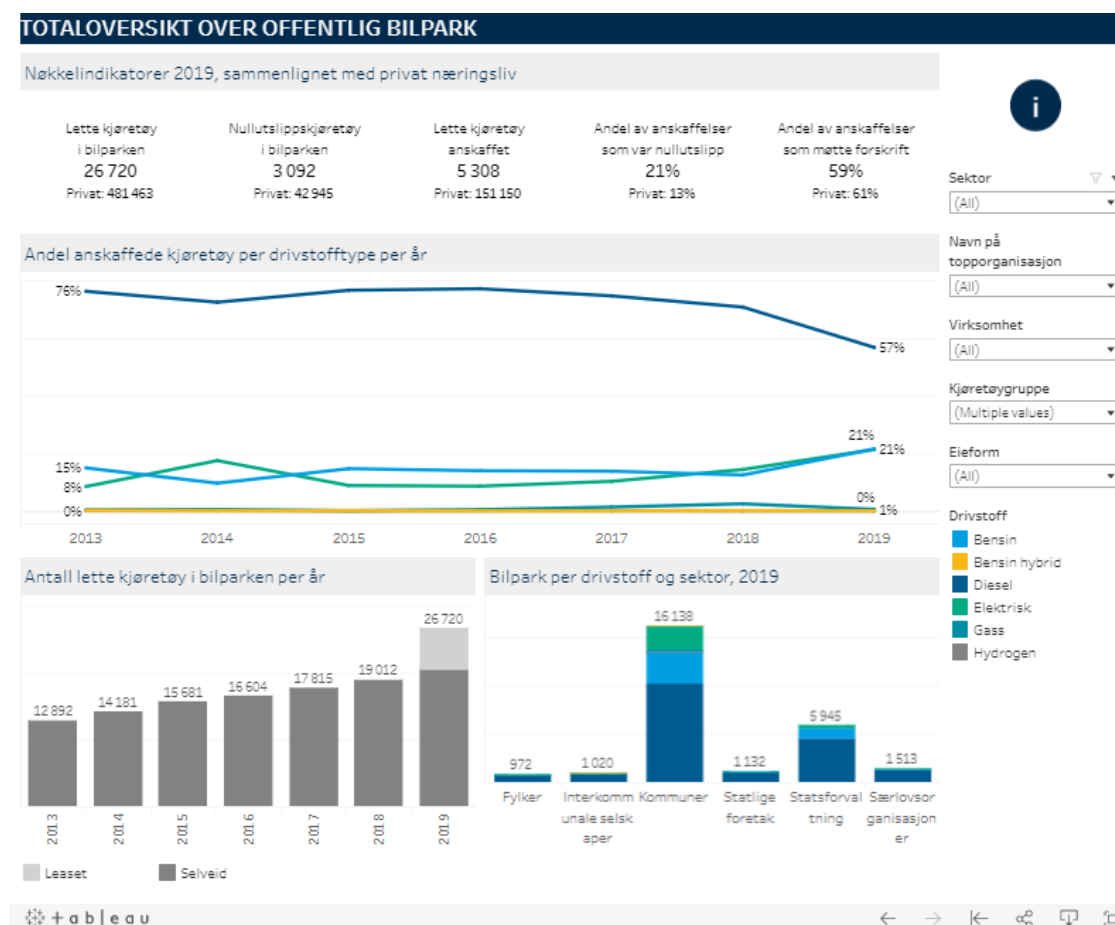 TOTALOVERSIKT OVER OFFENTLIG BILPARK
Nøkkelindikatorer 2019, sammenlignet med privat næringsliv
Lette kjøretøy
i bilparken
26 720
Privat: 481 463
Nullutslippskjøretøy
i bilparken
3 092
Privat: 42 945
Lette kjøretøy
anskaffet
5 308
Privat: 151 150
Andel av anskaffelser
som var nullutslipp
21%
Privat: 13%
Andel av anskaffelser
som møtte forskrift
59%
Privat: 61%
i
Sektor
(All)
Navn på
topporganisasjon
(All)
Virksomhet
(All)
Kjøretøygruppe
(Multiple values)
Eieform
(All)
Drivstoff
Bensin
Bensin hybrid
Diesel
Elektrisk
Gass
Hydrogen
Andel anskaffede kjøretøy per drivstofftype per år
76%
57%
15%
8%
0%
21%
21%
0%
1%
2013 2014 2015 2016 2017 2018 2019
Antall lette kjøretøy i bilparken per år
12 892
14 181
15 681
16 604
17 815
19 012
26 720
2013
2014
2015
2016
2017
2018
2019
Leaset
Selveid
Bilpark per drivstoff og sektor, 2019
972
1 020
16 138
1 132
5 945
1 513
Fylker
Interkomm
unale selsk
aper
Kommuner
Statlige
foretak
Statsforval
tning
Særlovsor
ganisasjon
er
+ableau